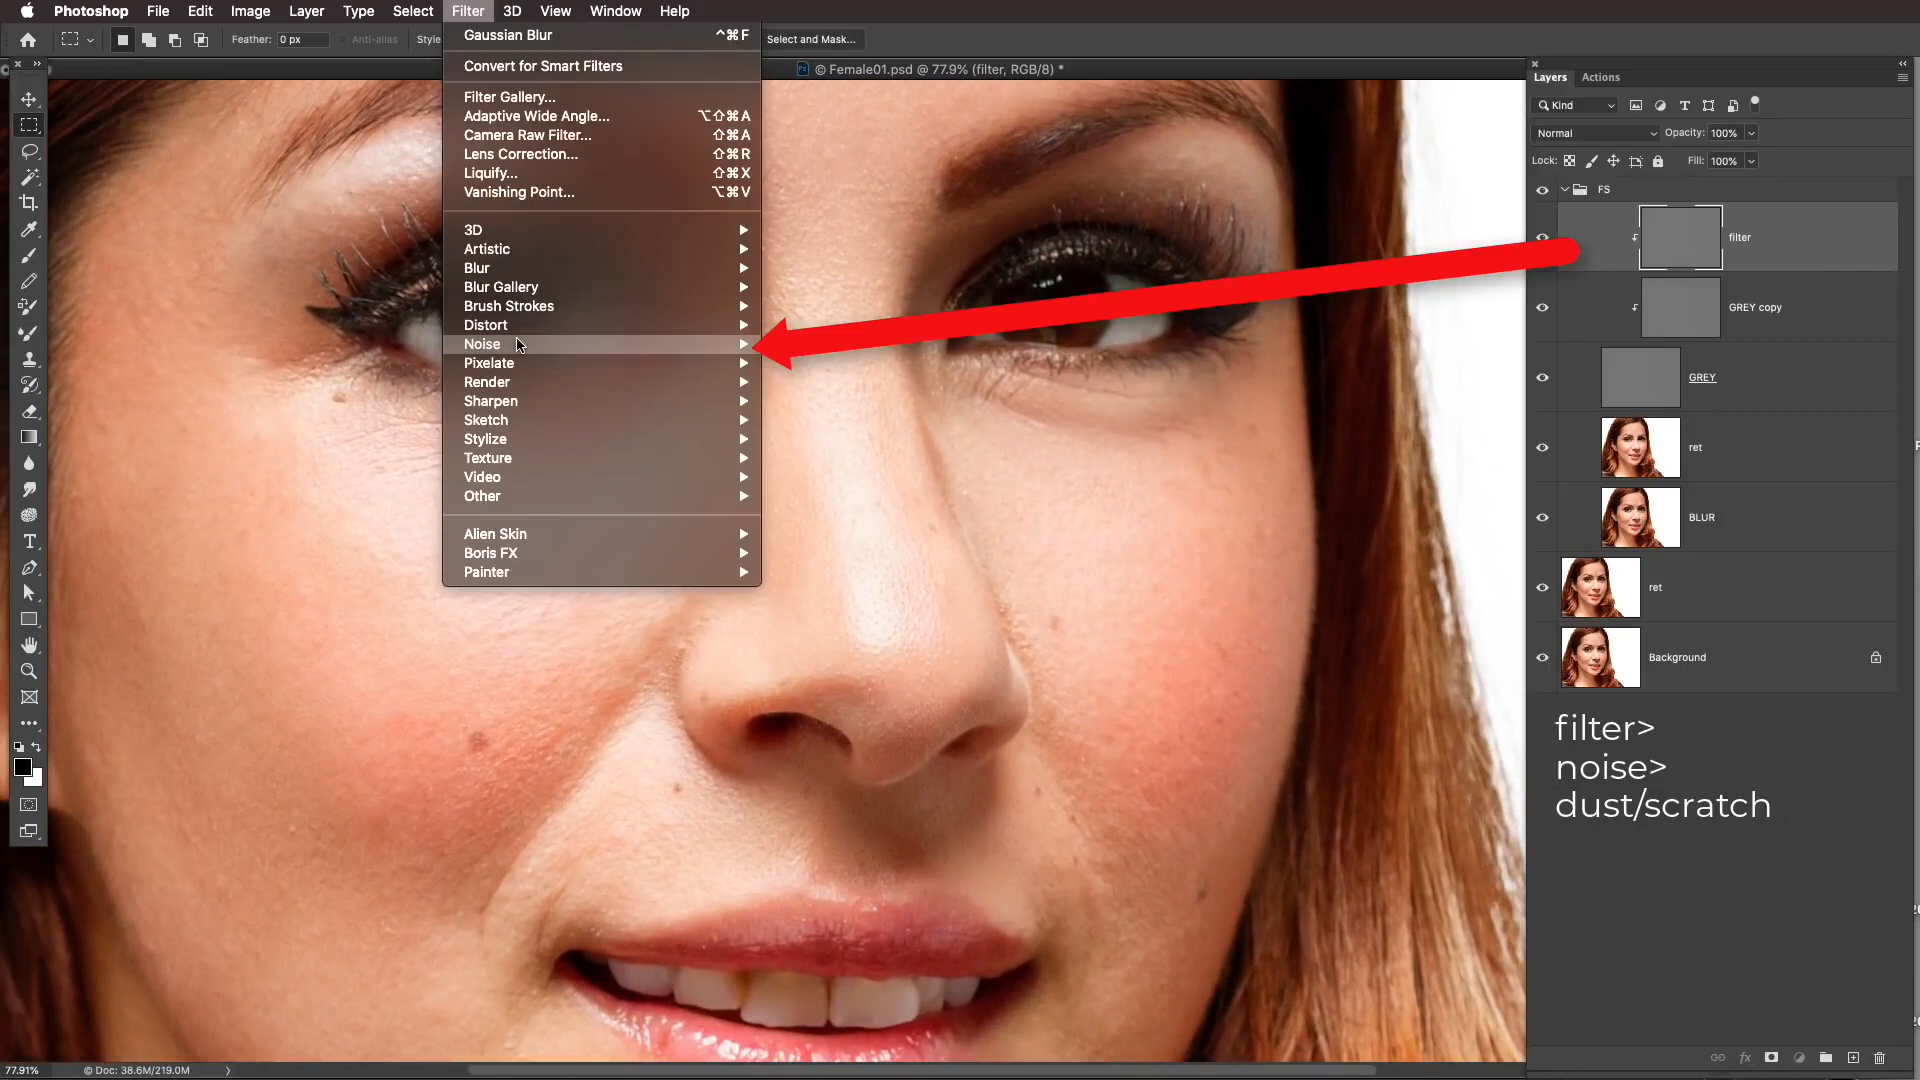 Photoshop File Edit Image Layer Type Select Filter 3D View Window Help
Feather: 0 px Anti-alias Style Select and Mask...
© Female01.psd @ 77.9% (filter, RGB/8) *
Gaussian Blur ^⌘F
Convert for Smart Filters
Filter Gallery...
Adaptive Wide Angle... ⌥⇧⌘A
Camera Raw Filter... ⇧⌘A
Lens Correction... ⇧⌘R
Liquify... ⇧⌘X
Vanishing Point... ⌥⌘V
3D
Artistic
Blur
Blur Gallery
Brush Strokes
Distort
Noise
Pixelate
Render
Sharpen
Sketch
Stylize
Texture
Video
Other
Alien Skin
Boris FX
Painter
Layers Actions
Kind
Normal Opacity: 100%
Lock: Fill: 100%
FS
filter
GREY copy
GREY
ret
BLUR
ret
Background
filter>
noise>
dust/scratch
77.91% © Doc: 38.6M/219.0M